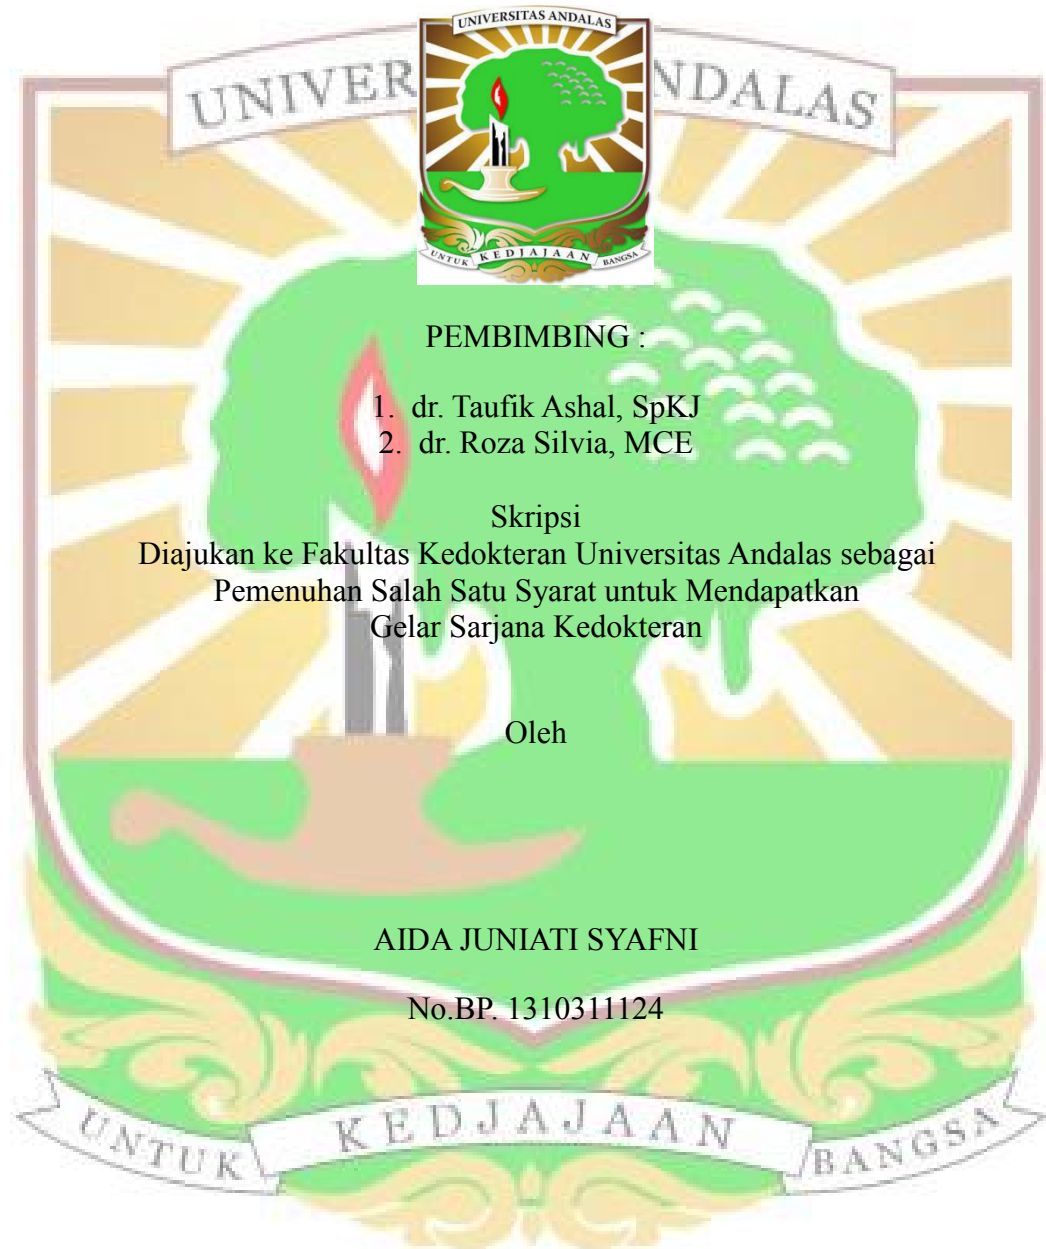 UNIVERSITAS ANDALAS
UNTUK KEDJAJAAN BANGSA
UNIVER NDALAS
PEMBIMBING :
1. dr. Taufik Ashal, SpKJ
2. dr. Roza Silvia, MCE
Skripsi
Diajukan ke Fakultas Kedokteran Universitas Andalas sebagai
Pemenuhan Salah Satu Syarat untuk Mendapatkan
Gelar Sarjana Kedokteran
Oleh
AIDA JUNIATI SYAFNI
No.BP. 1310311124
UNTUK KEDJAJAAN BANGSA